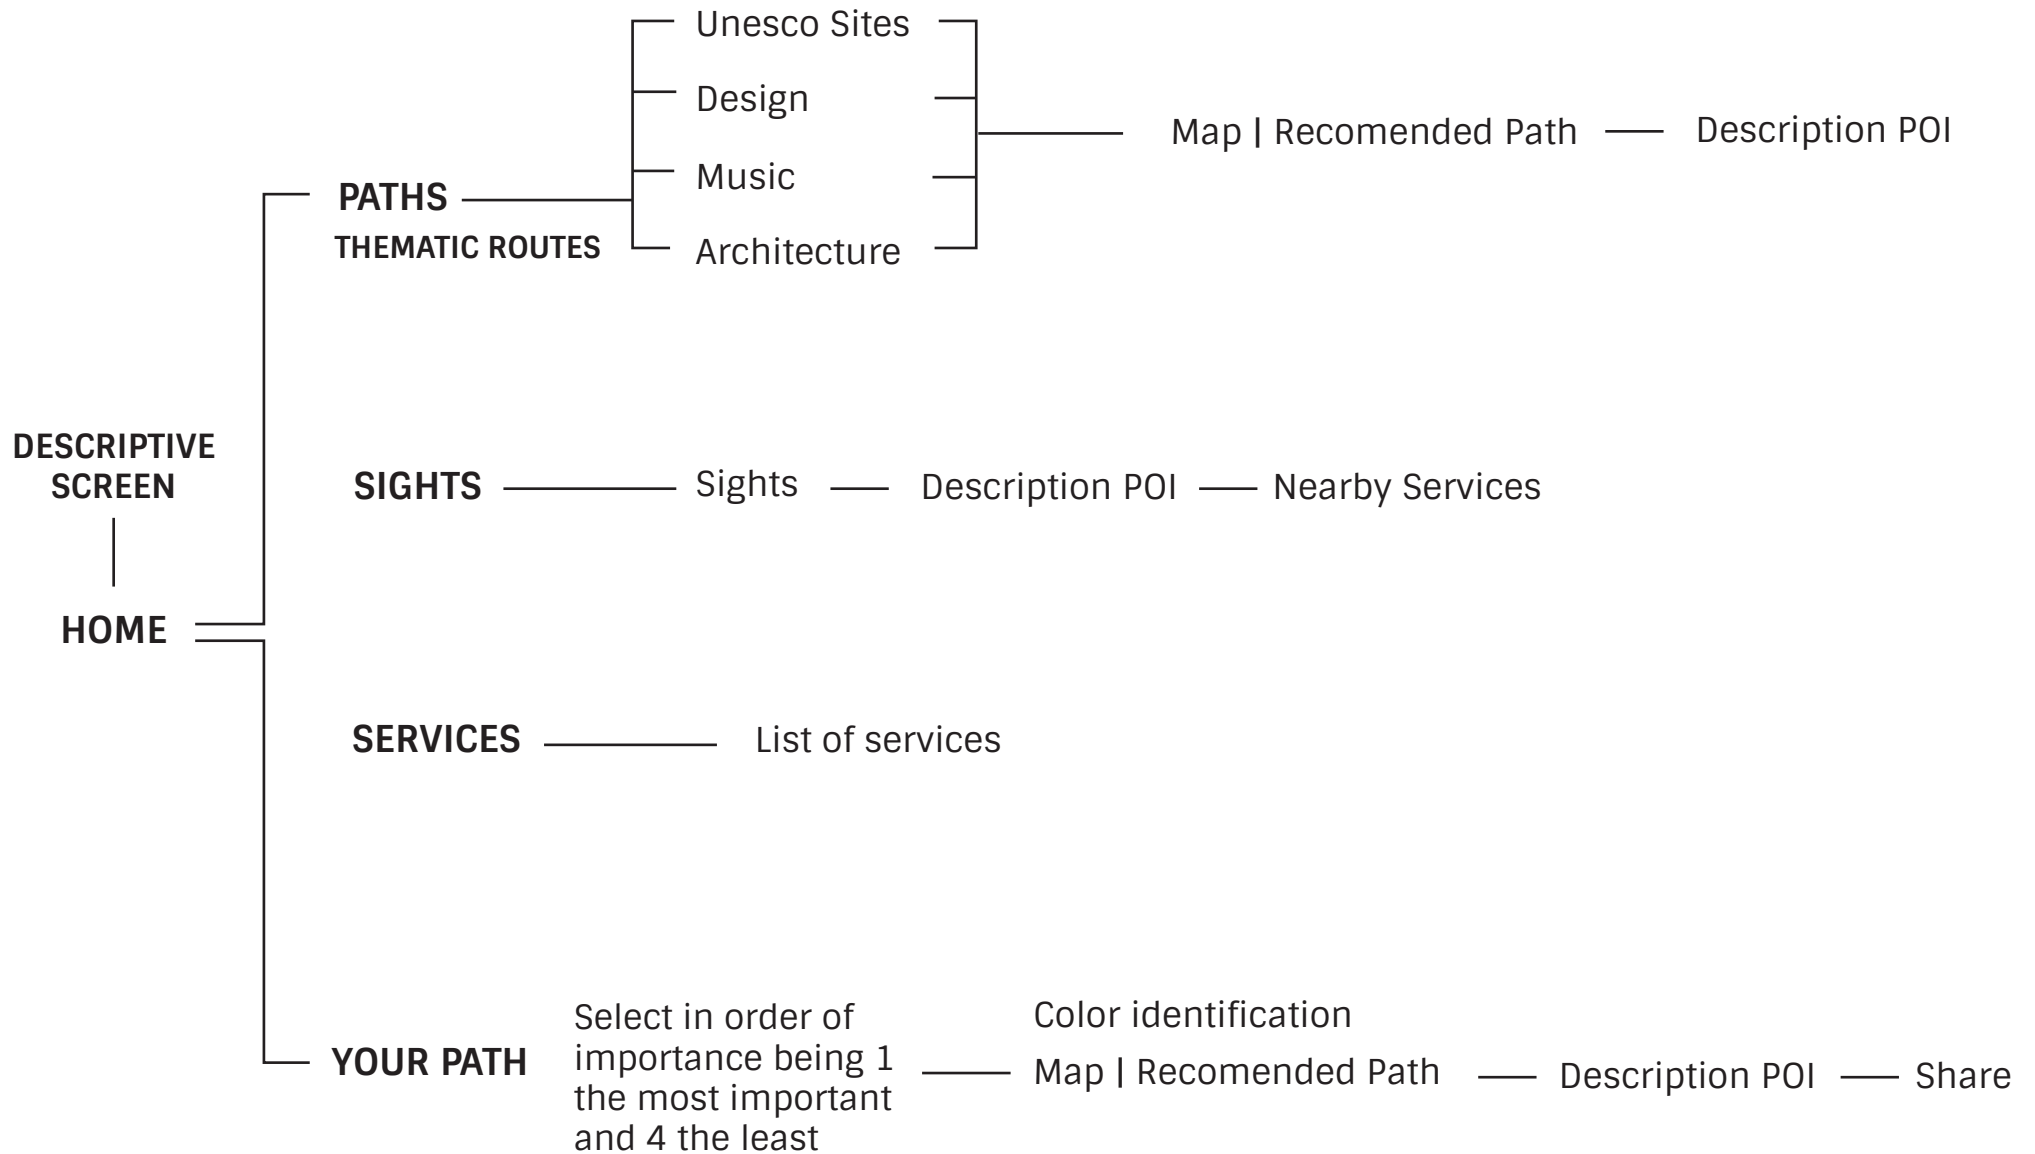 Unesco Sites
Design
Music
Architecture
Map | Recomended Path
Description POI
PATHS
THEMATIC ROUTES
DESCRIPTIVE
SCREEN
HOME
SIGHTS
Sights
Description POI
Nearby Services
SERVICES
List of services
YOUR PATH
Select in order of
importance being 1
the most important
and 4 the least
Color identification
Map | Recomended Path
Description POI
Share